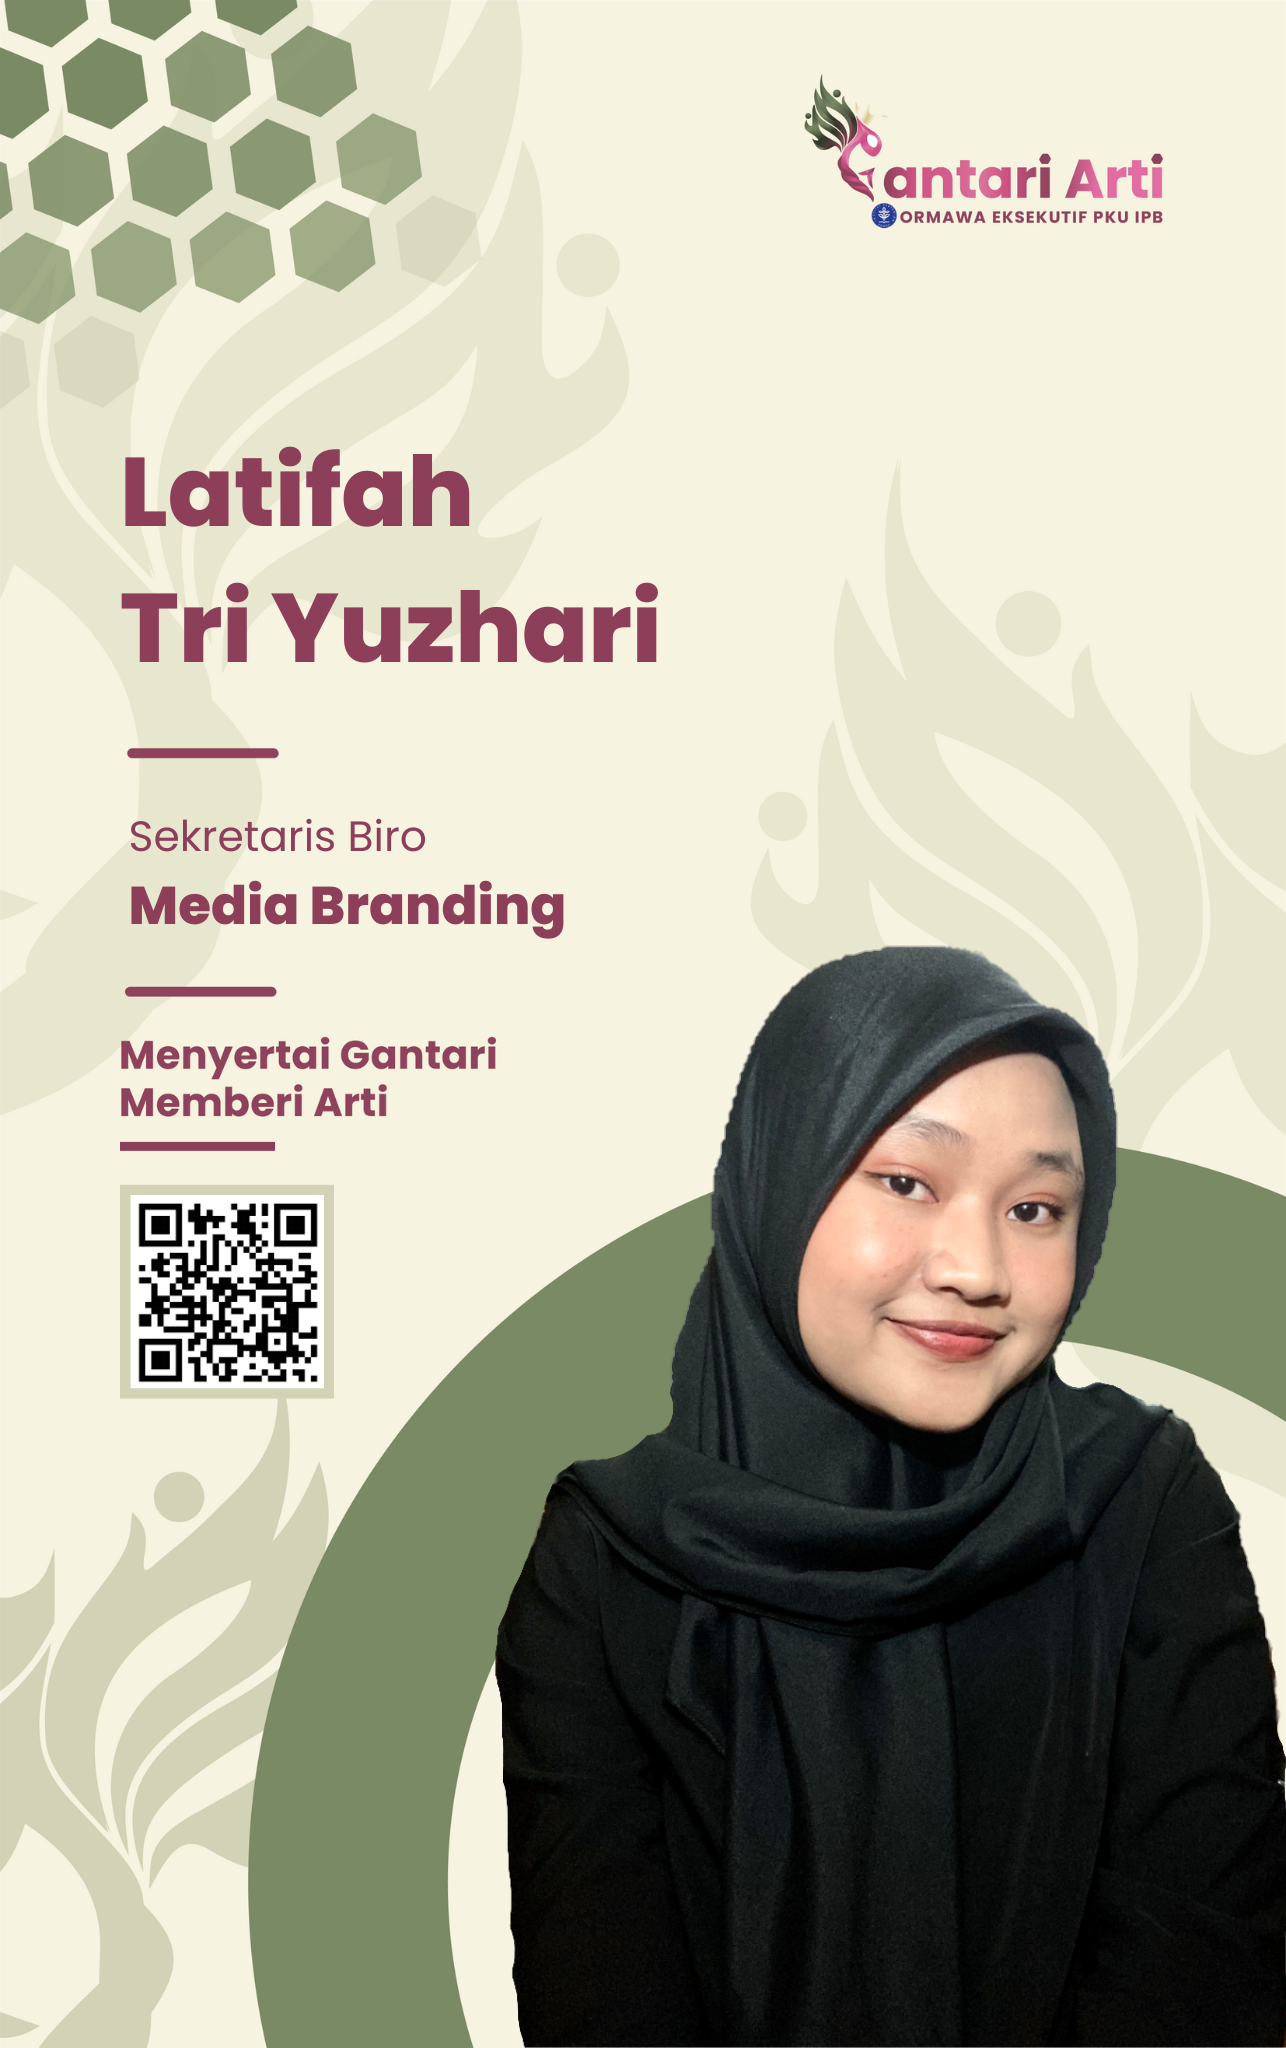 Gantari Arti
ORMAWA EKSEKUTIF PKU IPB
Latifah
Tri Yuzhari
Sekretaris Biro
Media Branding
Menyertai Gantari
Memberi Arti